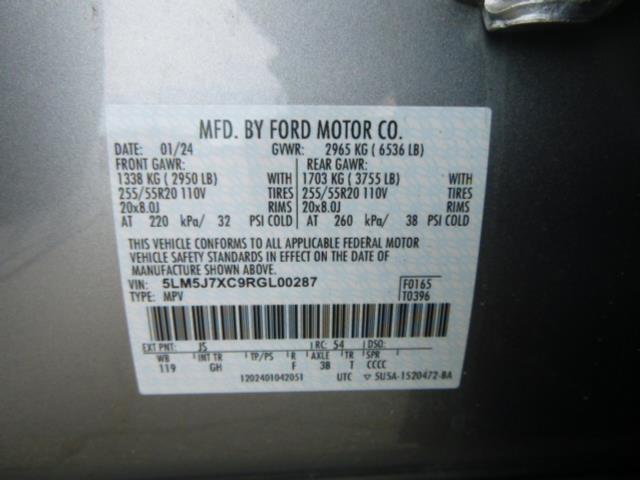 MFD. BY FORD MOTOR CO.
DATE: 01/24 GVWR: 2965 KG ( 6536 LB)
FRONT GAWR: REAR GAWR:
1338 KG ( 2950 LB) WITH 1703 KG ( 3755 LB) WITH
255/55R20 110V TIRES 255/55R20 110V TIRES
20x8.0J RIMS 20x8.0J RIMS
AT 220 kPa/ 32 PSI COLD AT 260 kPa/ 38 PSI COLD
THIS VEHICLE CONFORMS TO ALL APPLICABLE FEDERAL MOTOR
VEHICLE SAFETY STANDARDS IN EFFECT ON THE DATE OF
MANUFACTURE SHOWN ABOVE.
VIN: 5LM5J7XC9RGL00287 F0165
TYPE: MPV T0396
EXT PNT: JS RC: 54 DSO:
WB INT TR TP/PS R AXLE TR SPR
119 GH F 3B T CCCC
1202401042051 UTC ▽ SU5A-1520472-BA